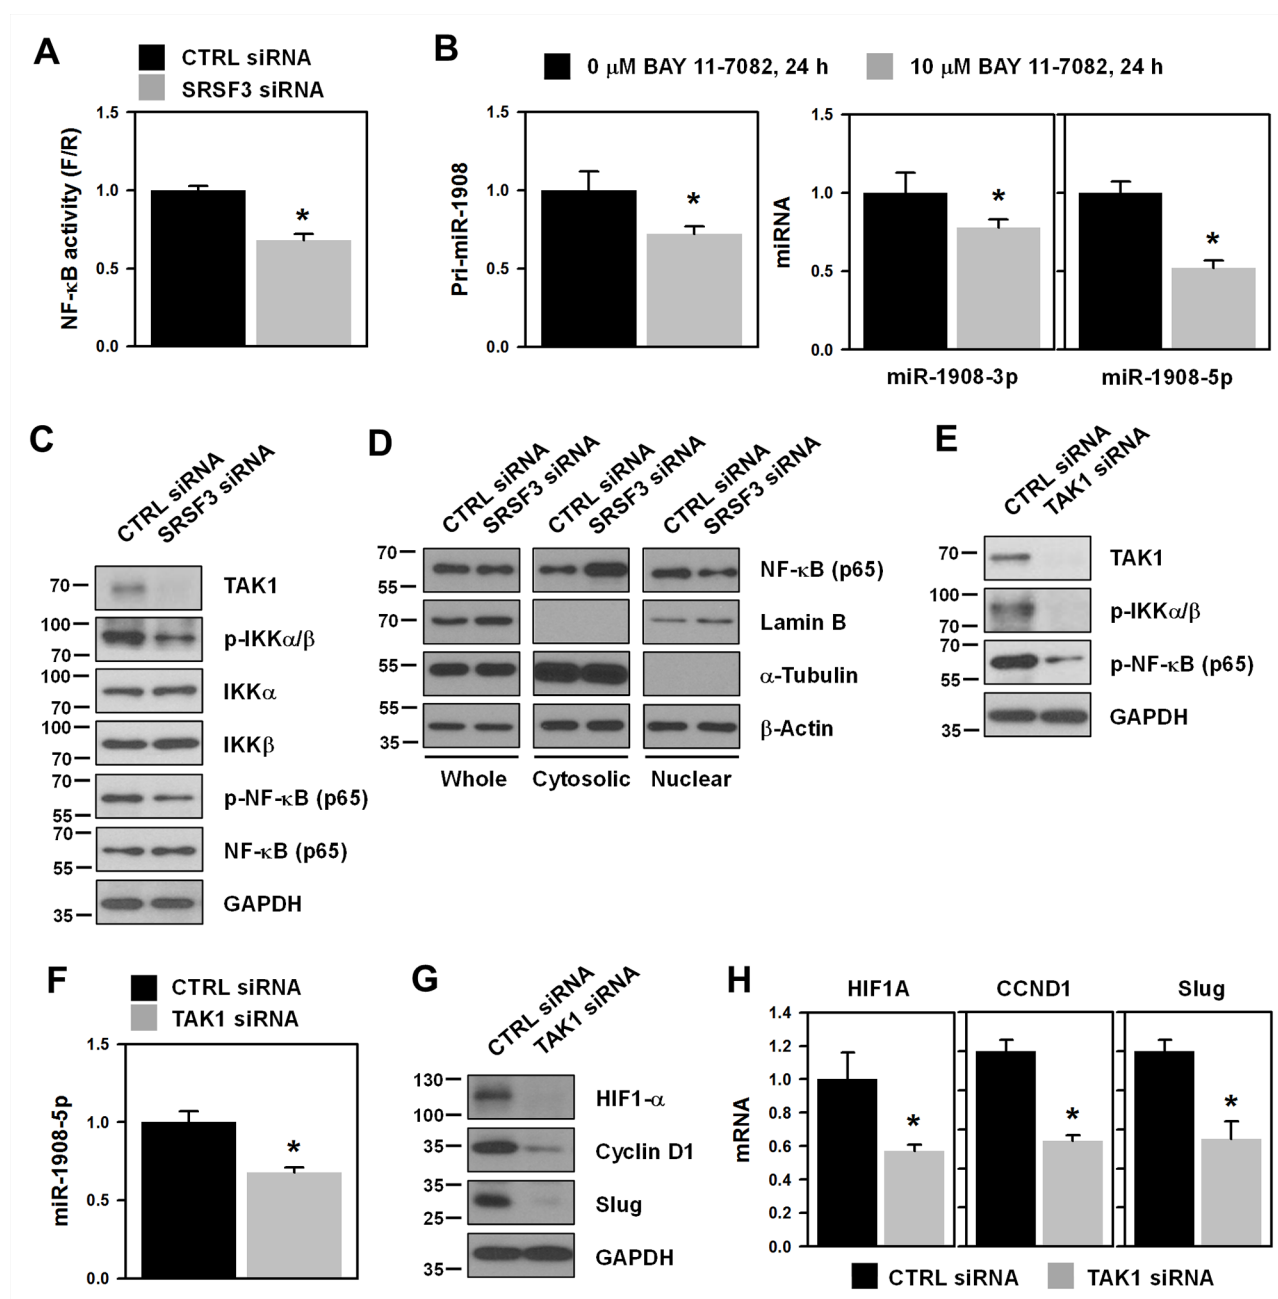 A
CTRL siRNA
SRSF3 siRNA
NF-κB activity (F/R)
1.5
1.0
0.5
0.0
*
B
0 μM BAY 11-7082, 24 h
10 μM BAY 11-7082, 24 h
Pri-miR-1908
1.5
1.0
0.5
0.0
*
miRNA
1.5
1.0
0.5
0.0
*
*
miR-1908-3p
miR-1908-5p
C
CTRL siRNA
SRSF3 siRNA
70
TAK1
100
70
p-IKKα/β
100
70
IKKα
100
70
IKKβ
70
55
p-NF-κB (p65)
70
55
NF-κB (p65)
35
GAPDH
D
CTRL siRNA
SRSF3 siRNA
CTRL siRNA
SRSF3 siRNA
CTRL siRNA
SRSF3 siRNA
70
55
NF-κB (p65)
70
Lamin B
55
α-Tubulin
55
35
β-Actin
Whole
Cytosolic
Nuclear
E
CTRL siRNA
TAK1 siRNA
70
TAK1
100
70
p-IKKα/β
70
55
p-NF-κB (p65)
35
GAPDH
F
CTRL siRNA
TAK1 siRNA
miR-1908-5p
1.5
1.0
0.5
0.0
*
G
CTRL siRNA
TAK1 siRNA
130
100
HIF1-α
35
Cyclin D1
35
25
Slug
35
GAPDH
H
HIF1A
CCND1
Slug
mRNA
1.4
1.2
1.0
0.8
0.6
0.4
0.2
0.0
*
*
*
CTRL siRNA
TAK1 siRNA